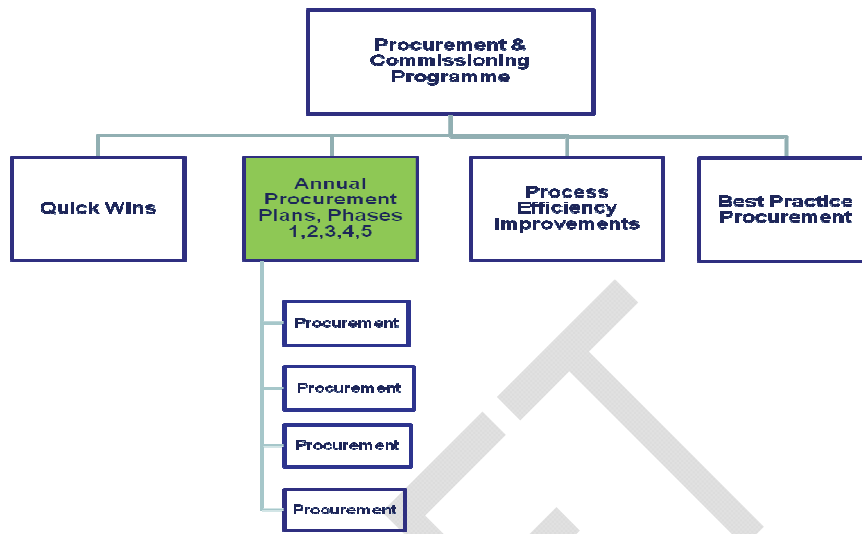 Procurement &
Commissioning
Programme
Quick Wins
Annual
Procurement
Plans, Phases
1,2,3,4,5
Process
Efficiency
Improvements
Best Practice
Procurement
Procurement
Procurement
Procurement
Procurement